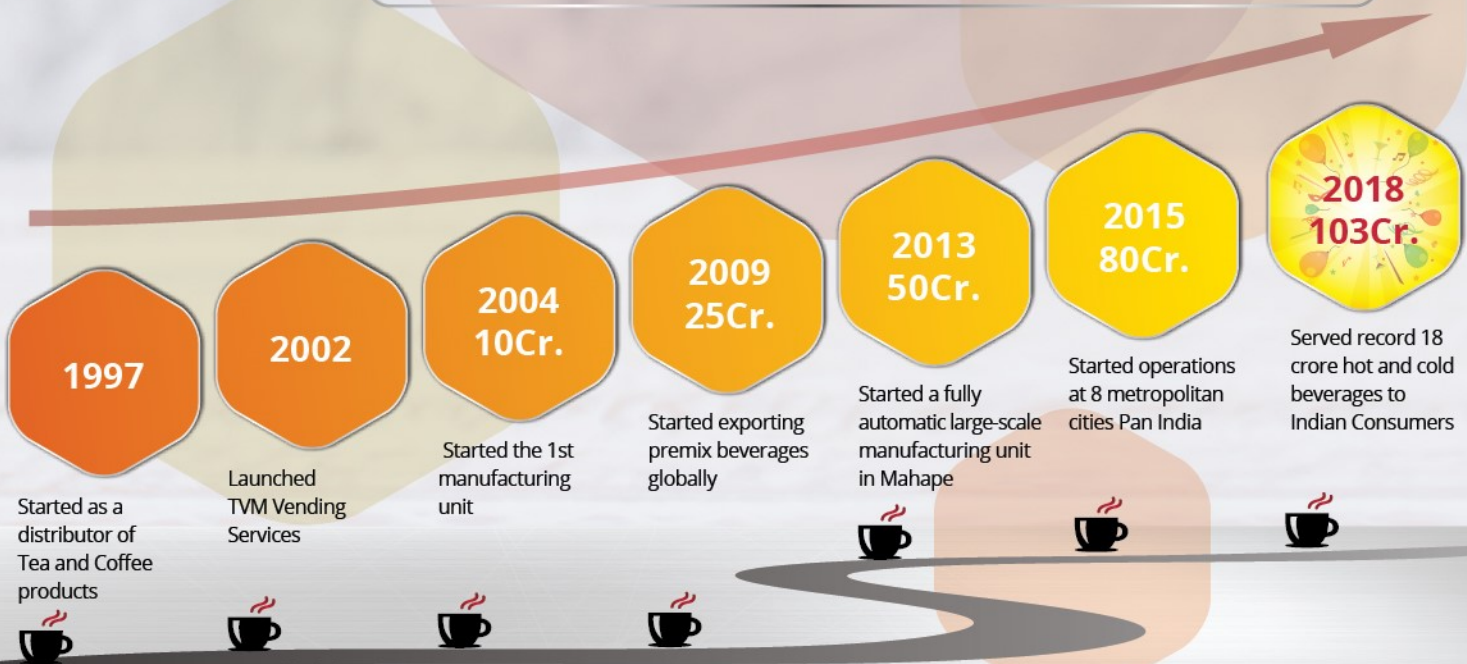 1997
Started as a
distributor of
Tea and Coffee
products
2002
Launched
TVM Vending
Services
2004
10Cr.
Started the 1st
manufacturing
unit
2009
25Cr.
Started exporting
premix beverages
globally
2013
50Cr.
Started a fully
automatic large-scale
manufacturing unit
in Mahape
2015
80Cr.
Started operations
at 8 metropolitan
cities Pan India
2018
103Cr.
Served record 18
crore hot and cold
beverages to
Indian Consumers